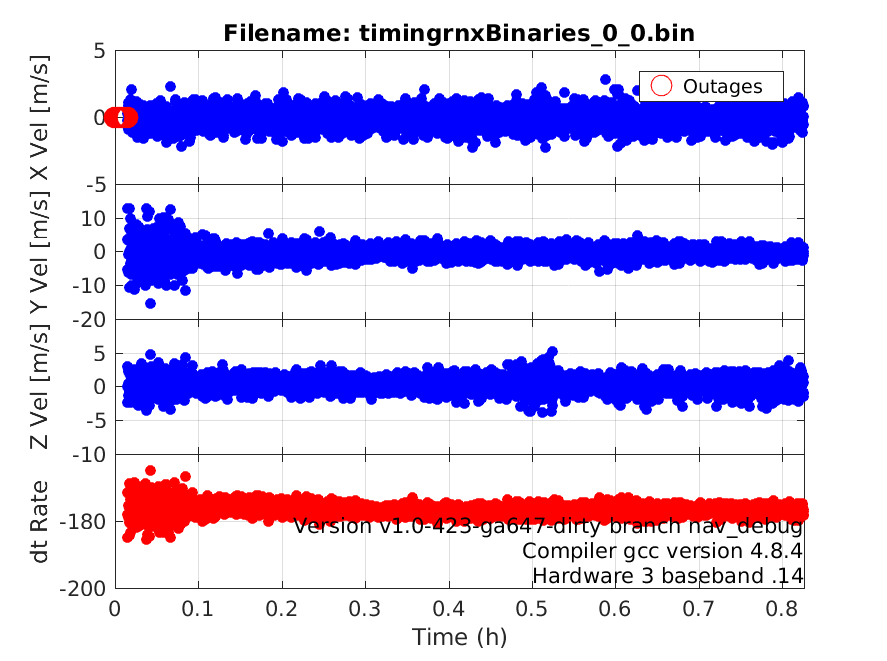 Filename: timingrnxBinaries_0_0.bin
5
0
-5
X Vel [m/s]
Outages
10
0
-10
-20
Y Vel [m/s]
5
0
-5
-10
Z Vel [m/s]
-180
-200
dt Rate
Version v1.0-423-ga647-dirty branch nav_debug
Compiler gcc version 4.8.4
Hardware 3 baseband .14
0 0.1 0.2 0.3 0.4 0.5 0.6 0.7 0.8
Time (h)